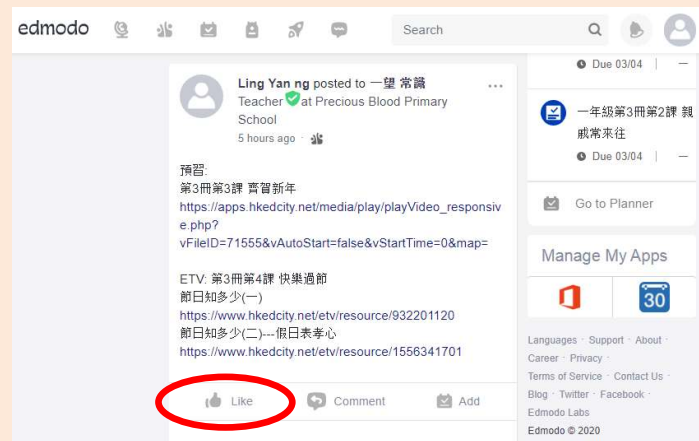 edmodo
Search
Ling Yan ng posted to 一望 常識
Teacher at Precious Blood Primary
School
5 hours ago
預習:
第3冊第3課 齊賀新年
https://apps.hkedcity.net/media/play/playVideo_responsiv
e.php?
vFileID=71555&vAutoStart=false&vStartTime=0&map=
ETV: 第3冊第4課 快樂過節
節日知多少(一)
https://www.hkedcity.net/etv/resource/932201120
節日知多少(二)---假日表孝心
https://www.hkedcity.net/etv/resource/1556341701
Like
Comment
Add
Due 03/04
一年級第3冊第2課 親
戚常來往
Due 03/04
Go to Planner
Manage My Apps
30
Languages · Support · About ·
Career · Privacy ·
Terms of Service · Contact Us ·
Blog · Twitter · Facebook ·
Edmodo Labs
Edmodo © 2020